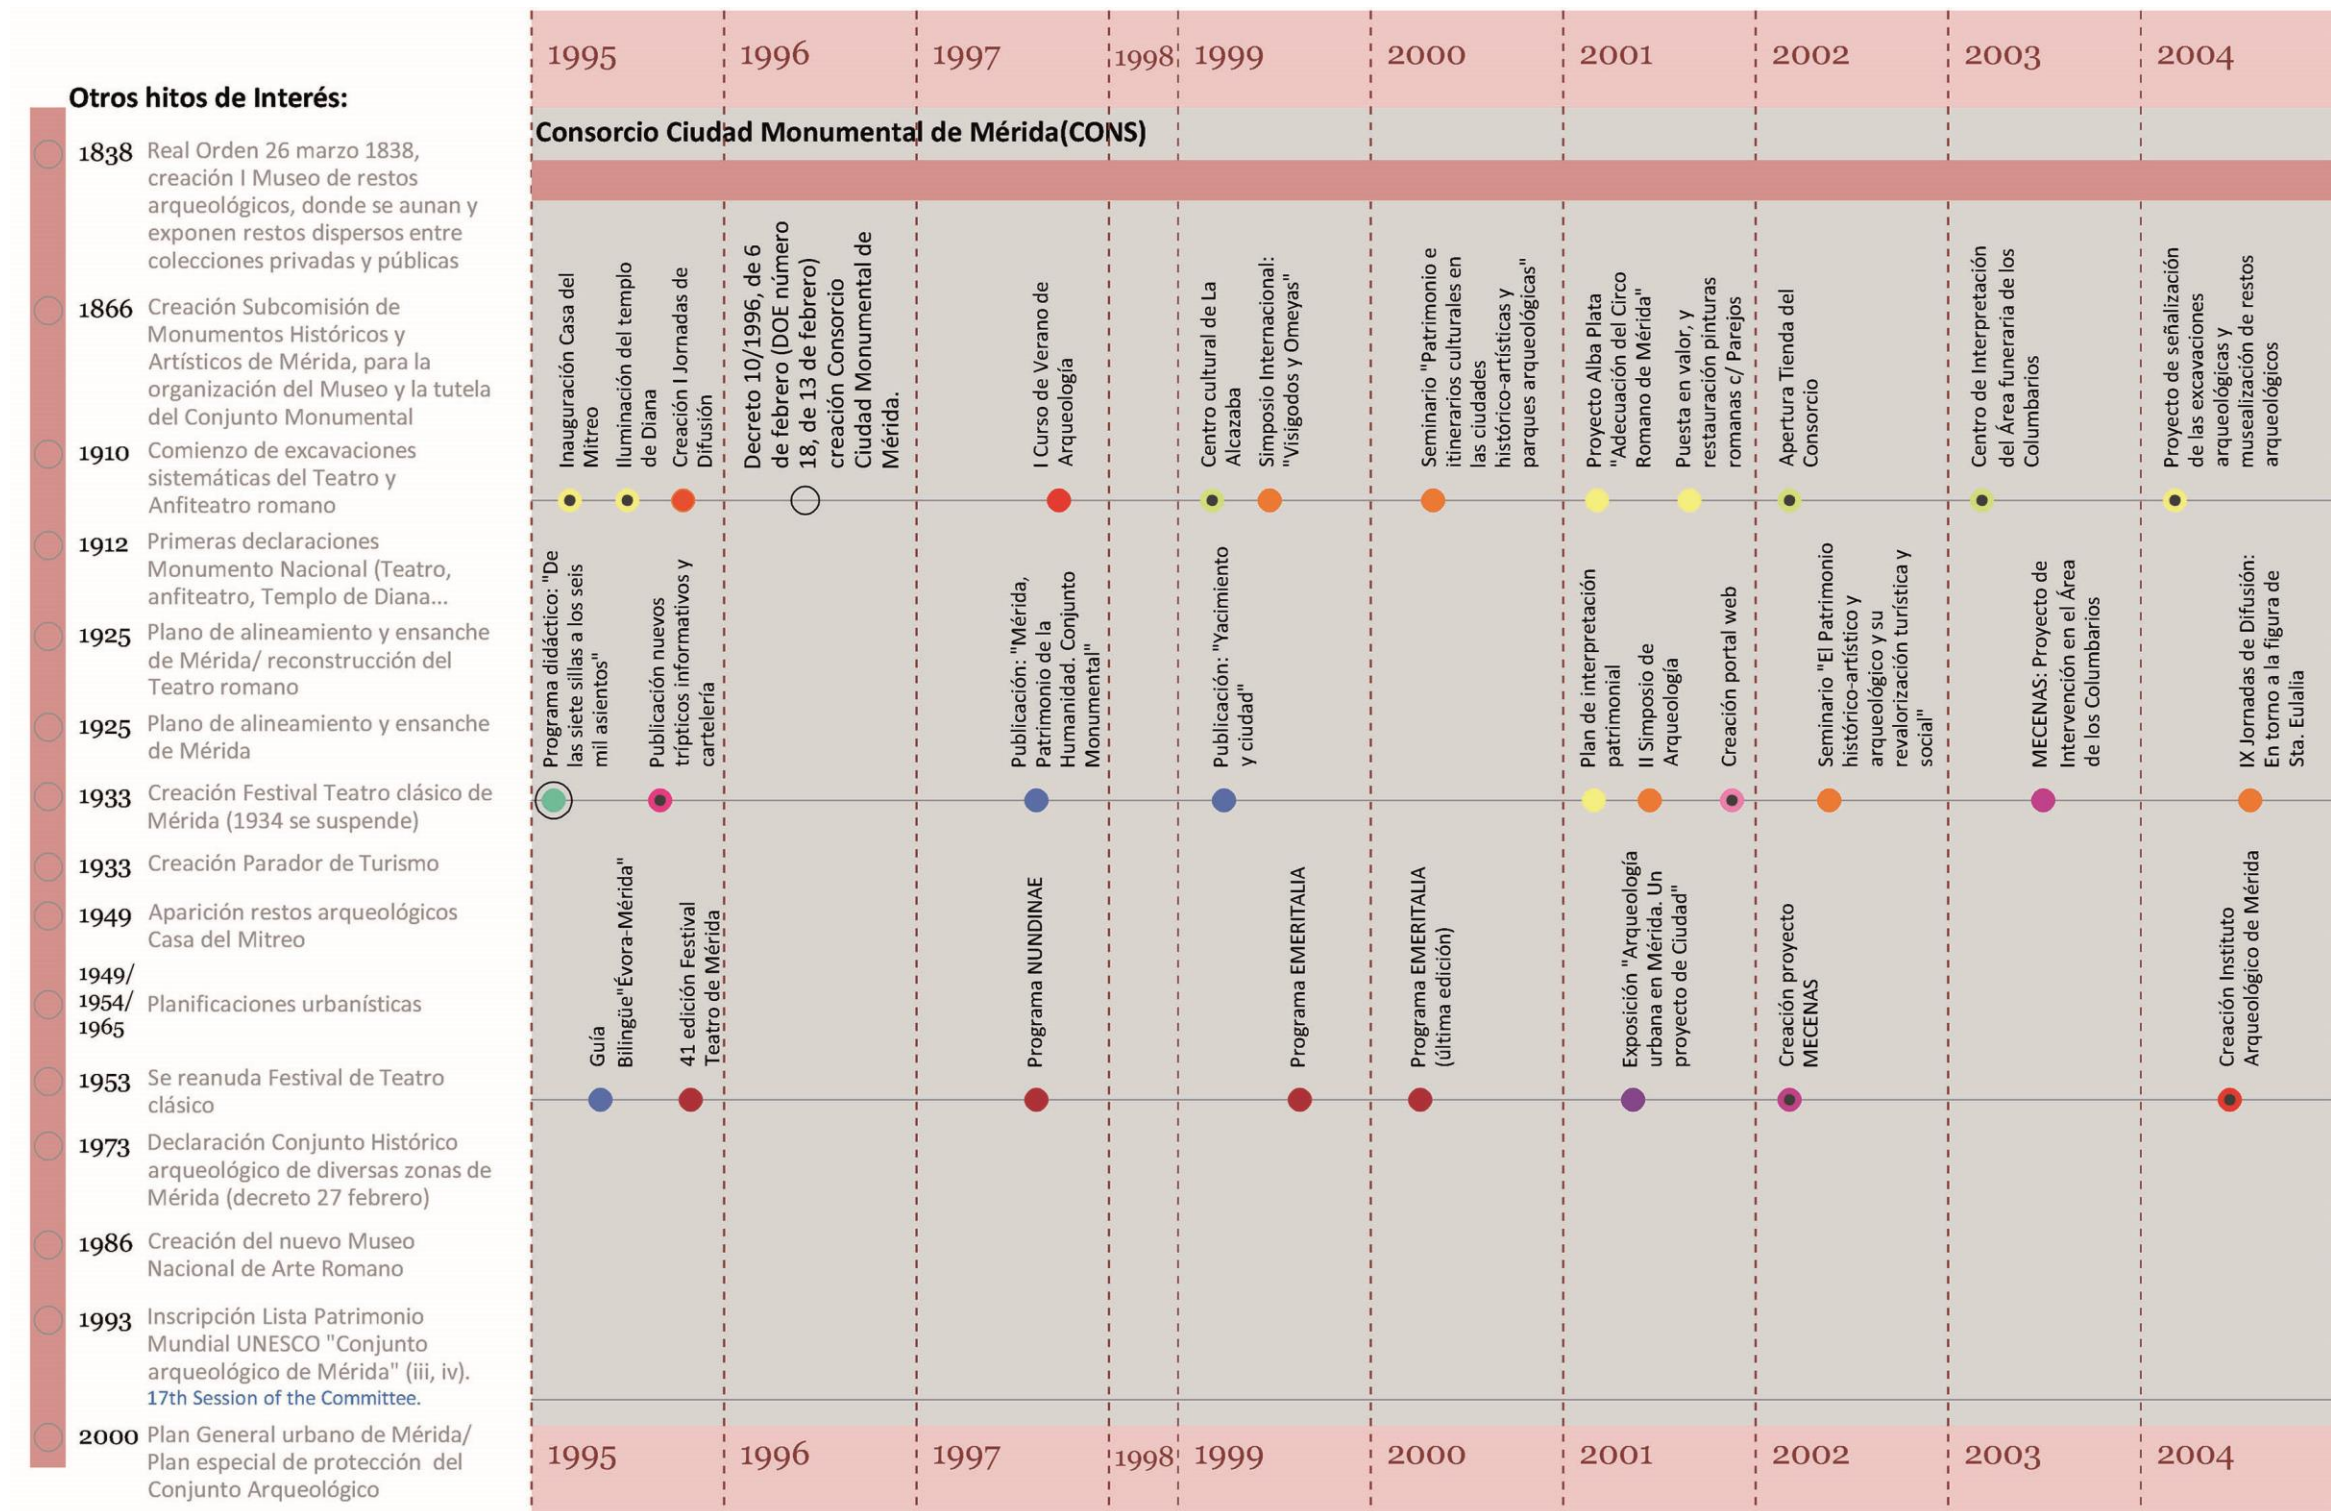 1995 1996 1997 1998 1999 2000 2001 2002 2003 2004
Otros hitos de Interés:
1838 Real Orden 26 marzo 1838,
creación I Museo de restos
arqueológicos, donde se aunan y
exponen restos dispersos entre
colecciones privadas y públicas
1866 Creación Subcomisión de
Monumentos Históricos y
Artísticos de Mérida, para la
organización del Museo y la tutela
del Conjunto Monumental
1910 Comienzo de excavaciones
sistemáticas del Teatro y
Anfiteatro romano
1912 Primeras declaraciones
Monumento Nacional (Teatro,
anfiteatro, Templo de Diana...
1925 Plano de alineamiento y ensanche
de Mérida/ reconstrucción del
Teatro romano
1925 Plano de alineamiento y ensanche
de Mérida
1933 Creación Festival Teatro clásico de
Mérida (1934 se suspende)
1933 Creación Parador de Turismo
1949 Aparición restos arqueológicos
Casa del Mitreo
1949/
1954/ Planificaciones urbanísticas
1965
1953 Se reanuda Festival de Teatro
clásico
1973 Declaración Conjunto Histórico
arqueológico de diversas zonas de
Mérida (decreto 27 febrero)
1986 Creación del nuevo Museo
Nacional de Arte Romano
1993 Inscripción Lista Patrimonio
Mundial UNESCO "Conjunto
arqueológico de Mérida" (iii, iv).
17th Session of the Committee.
2000 Plan General urbano de Mérida/
Plan especial de protección del
Conjunto Arqueológico
Consorcio Ciudad Monumental de Mérida(CONS)
Inauguración Casa del
Mitreo
Iluminación del templo
de Diana
Creación I Jornadas de
Difusión
Decreto 10/1996, de 6
de febrero (DOE número
18, de 13 de febrero)
creación Consorcio
Ciudad Monumental de
Mérida.
I Curso de Verano de
Arqueología
Centro cultural de La
Alcazaba
Simposio Internacional:
"Visigodos y Omeyas"
Seminario "Patrimonio e
itinerarios culturales en
las ciudades
histórico-artísticas y
parques arqueológicas"
Proyecto Alba Plata
"Adecuación del Circo
Romano de Mérida"
Puesta en valor, y
restauración pinturas
romanas c/ Parejos
Apertura Tienda del
Consorcio
Centro de Interpretación
del Área funeraria de los
Columbarios
Proyecto de señalización
de las excavaciones
arqueológicas y
musealización de restos
arqueológicos
Programa didáctico: "De
las siete sillas a los seis
mil asientos"
Publicación nuevos
trípticos informativos y
cartelería
Publicación: "Mérida,
Patrimonio de la
Humanidad. Conjunto
Monumental"
Publicación: "Yacimiento
y ciudad"
Plan de interpretación
patrimonial
II Simposio de
Arqueología
Creación portal web
Seminario "El Patrimonio
histórico-artístico y
arqueológico y su
revalorización turística y
social"
MECENAS: Proyecto de
Intervención en el Área
de los Columbarios
IX Jornadas de Difusión:
En torno a la figura de
Sta. Eulalia
Guía
Bilingüe"Évora-Mérida"
41 edición Festival
Teatro de Mérida
Programa NUNDINAE
Programa EMERITALIA
Programa EMERITALIA
(última edición)
Exposición "Arqueología
urbana en Mérida. Un
proyecto de Ciudad"
Creación proyecto
MECENAS
Creación Instituto
Arqueológico de Mérida
1995 1996 1997 1998 1999 2000 2001 2002 2003 2004